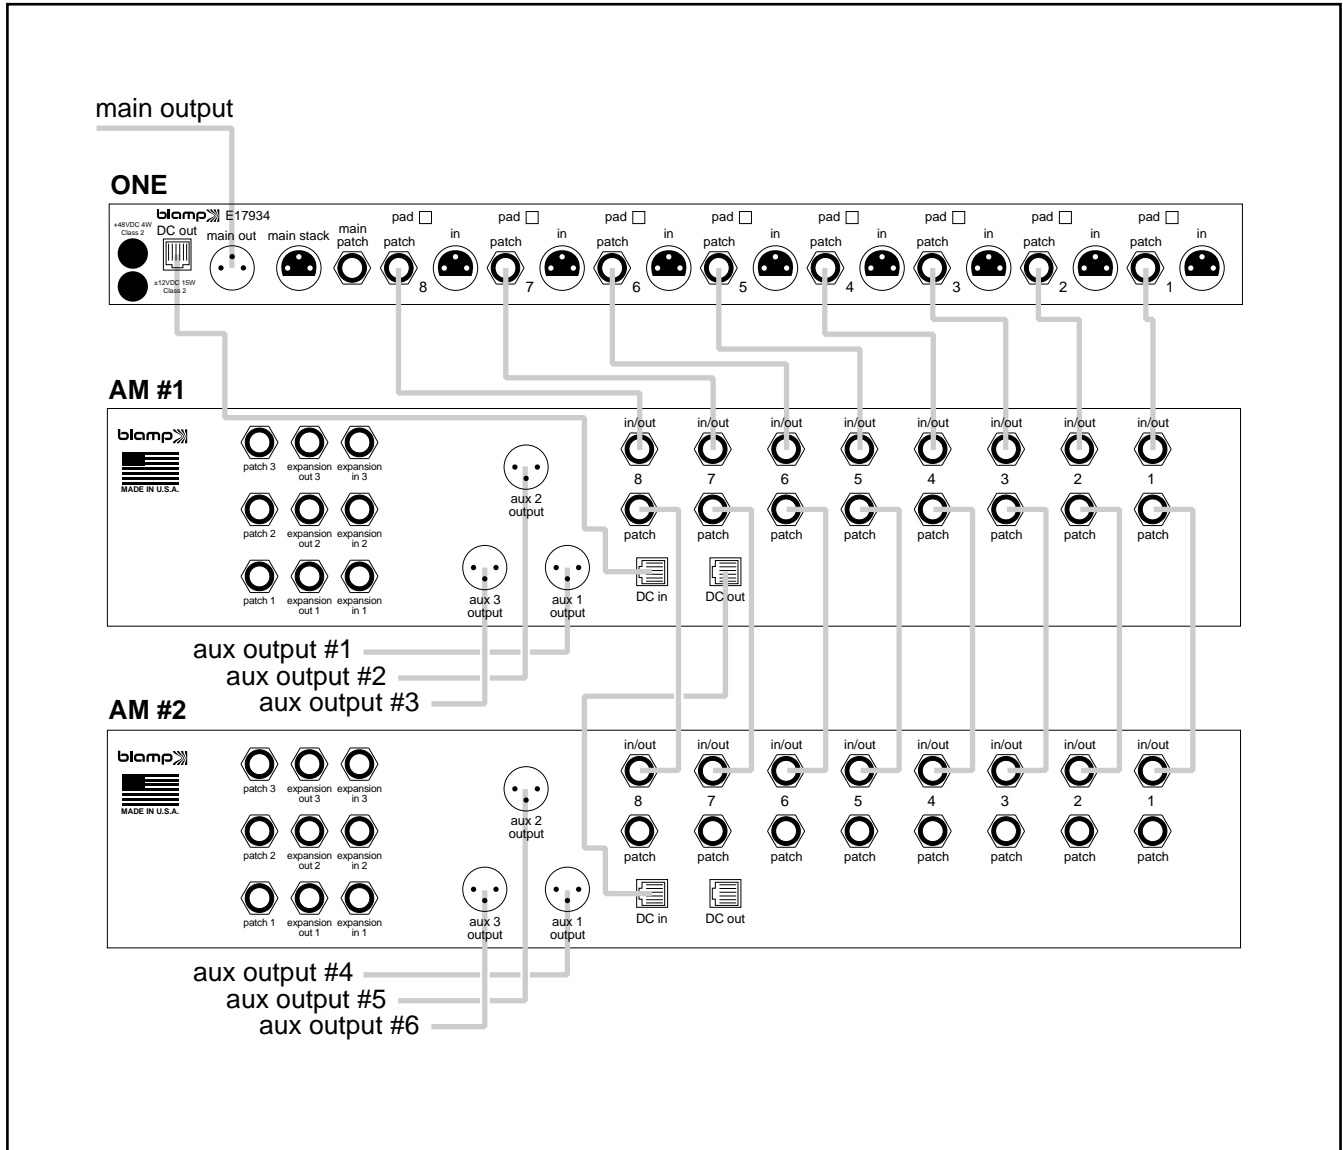 main output
ONE
+48VDC 4W
Class 2
biamp E17934
DC out
±12VDC 15W
Class 2
main out
main stack
main
patch
patch
pad
in
8
patch
pad
in
7
patch
pad
in
6
patch
pad
in
5
patch
pad
in
4
patch
pad
in
3
patch
pad
in
2
patch
pad
in
1
AM #1
biamp
MADE IN U.S.A.
patch 3
expansion
out 3
expansion
in 3
patch 2
expansion
out 2
expansion
in 2
patch 1
expansion
out 1
expansion
in 1
aux 2
output
aux 3
output
aux 1
output
in/out in/out in/out in/out in/out in/out in/out in/out
8 7 6 5 4 3 2 1
patch patch patch patch patch patch patch patch
DC in DC out
aux output #1
aux output #2
aux output #3
AM #2
biamp
MADE IN U.S.A.
patch 3
expansion
out 3
expansion
in 3
patch 2
expansion
out 2
expansion
in 2
patch 1
expansion
out 1
expansion
in 1
aux 2
output
aux 3
output
aux 1
output
in/out in/out in/out in/out in/out in/out in/out in/out
8 7 6 5 4 3 2 1
patch patch patch patch patch patch patch patch
DC in DC out
aux output #4
aux output #5
aux output #6